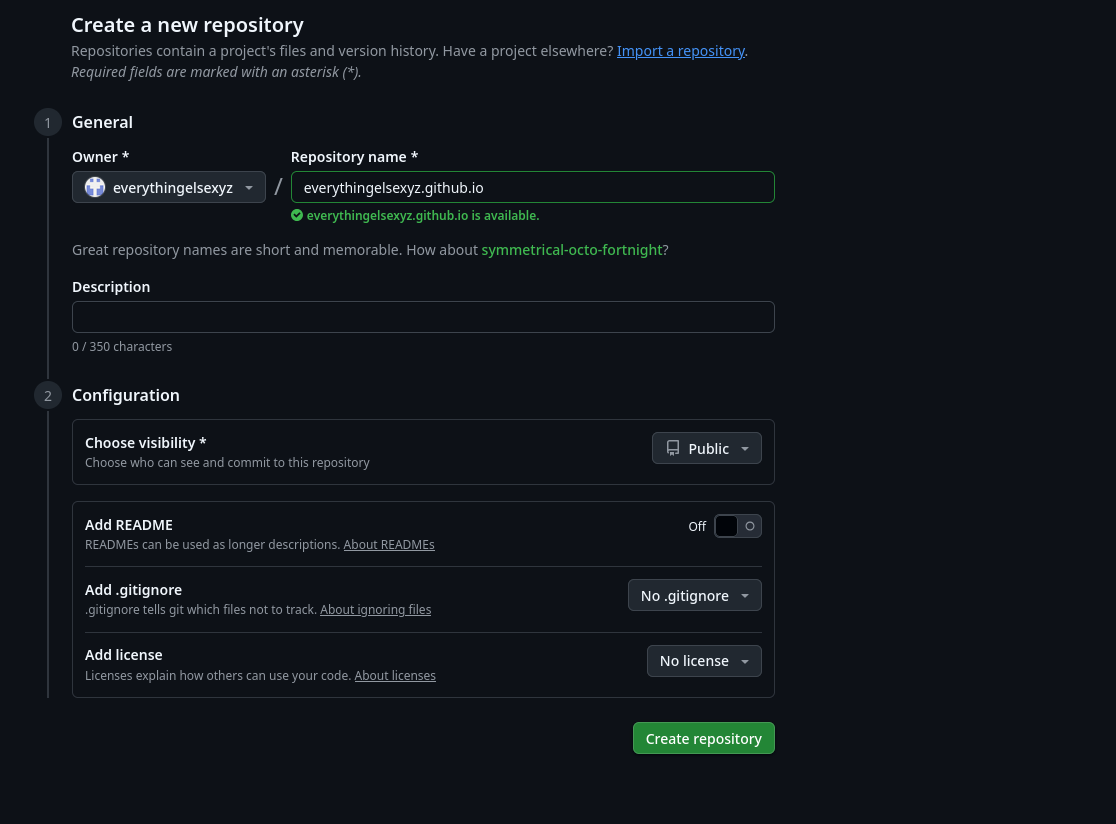 Create a new repository
Repositories contain a project's files and version history. Have a project elsewhere? Import a repository.
Required fields are marked with an asterisk (*).
1 General
Owner * Repository name *
everythingelsexyz / everythingelsexyz.github.io
everythingelsexyz.github.io is available.
Great repository names are short and memorable. How about symmetrical-octo-fortnight?
Description
0 / 350 characters
2 Configuration
Choose visibility *
Choose who can see and commit to this repository
Public
Add README
READMEs can be used as longer descriptions. About READMEs
Off
Add .gitignore
.gitignore tells git which files not to track. About ignoring files
No .gitignore
Add license
Licenses explain how others can use your code. About licenses
No license
Create repository